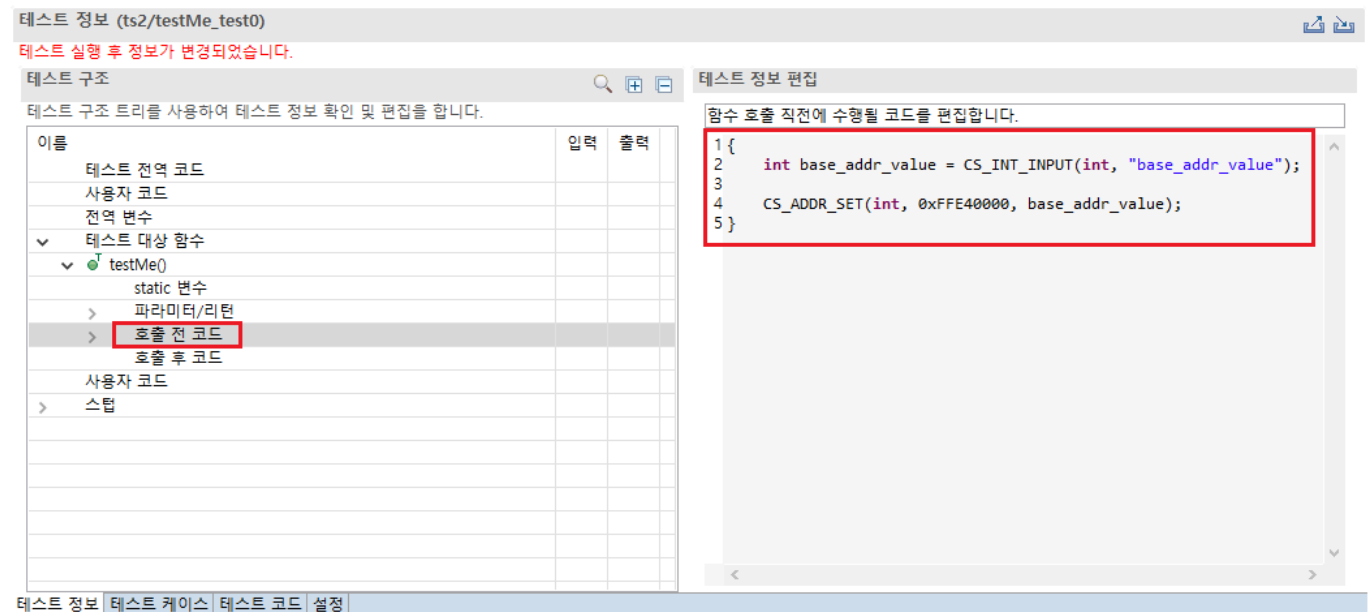 테스트 정보 (ts2/testMe_test0)
테스트 실행 후 정보가 변경되었습니다.
테스트 구조
테스트 구조 트리를 사용하여 테스트 정보 확인 및 편집을 합니다.
이름 입력 출력
테스트 전역 코드
사용자 코드
전역 변수
테스트 대상 함수
T testMe()
static 변수
파라미터/리턴
호출 전 코드
호출 후 코드
사용자 코드
스텁
테스트 정보 편집
함수 호출 직전에 수행될 코드를 편집합니다.
1 {
2 int base_addr_value = CS_INT_INPUT(int, "base_addr_value");
3
4 CS_ADDR_SET(int, 0xFFE40000, base_addr_value);
5 }
테스트 정보 테스트 케이스 테스트 코드 설정